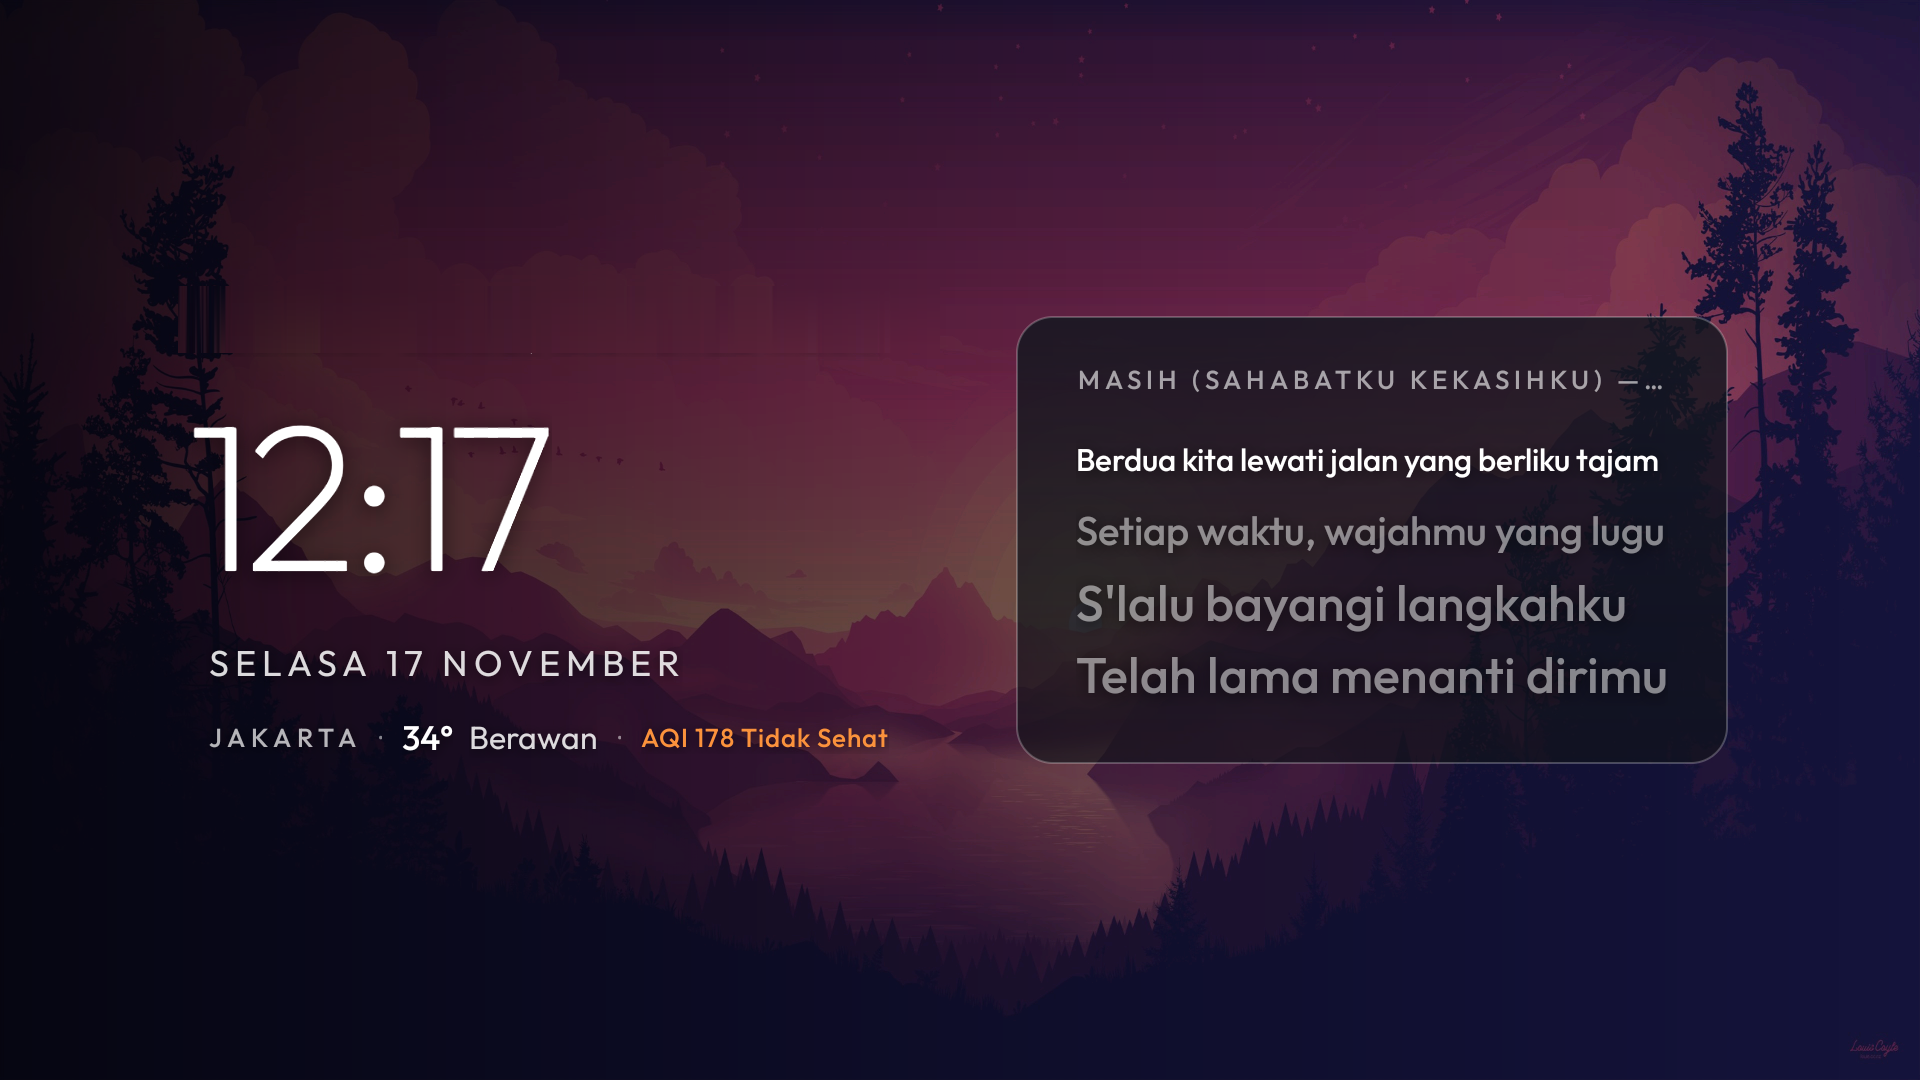 12:17
SELASA 17 NOVEMBER
JAKARTA · 34° Berawan · AQI 178 Tidak Sehat
MASIH (SAHABATKU KEKASIHKU) — ...
Berdua kita lewati jalan yang berliku tajam
Setiap waktu, wajahmu yang lugu
S'lalu bayangi langkahku
Telah lama menanti dirimu